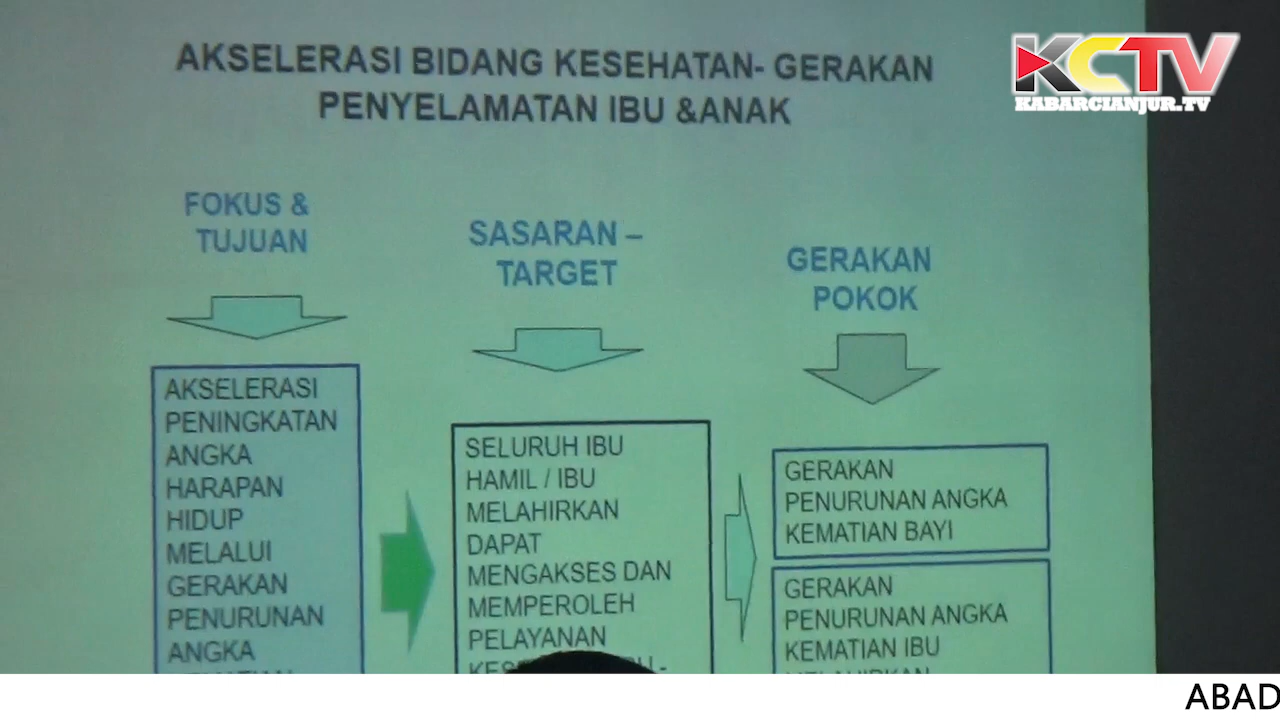 AKSELERASI BIDANG KESEHATAN- GERAKAN
PENYELAMATAN IBU &ANAK
KCTV
KABARCIANJUR.TV
FOKUS &
TUJUAN
SASARAN –
TARGET
GERAKAN
POKOK
AKSELERASI
PENINGKATAN
ANGKA
HARAPAN
HIDUP
MELALUI
GERAKAN
PENURUNAN
ANGKA
SELURUH IBU
HAMIL / IBU
MELAHIRKAN
DAPAT
MENGAKSES DAN
MEMPEROLEH
PELAYANAN
GERAKAN
PENURUNAN ANGKA
KEMATIAN BAYI
GERAKAN
PENURUNAN ANGKA
KEMATIAN IBU
MELAHIRKAN
ABAD